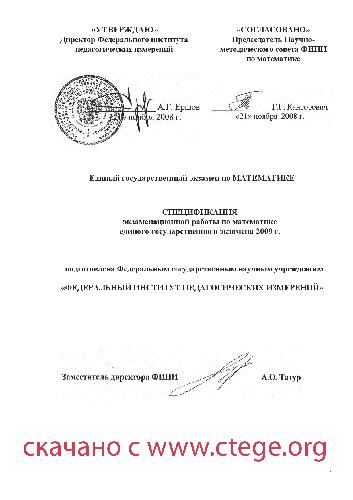 «УТВЕРЖДАЮ»
Директор Федерального института
педагогических измерений
«СОГЛАСОВАНО»
Председатель Научно-
методического совета ФИПИ
по математике
А.Г. Ершов
ноября 2008 г.
Г.Г. Канторович
«21» ноября 2008 г.
Единый государственный экзамен по МАТЕМАТИКЕ
СПЕЦИФИКАЦИЯ
экзаменационной работы по математике
единого государственного экзамена 2009 г.
подготовлена Федеральным государственным научным учреждением
«ФЕДЕРАЛЬНЫЙ ИНСТИТУТ ПЕДАГОГИЧЕСКИХ ИЗМЕРЕНИЙ»
Заместитель директора ФИПИ
А.О. Татур
скачано с www.ctege.org